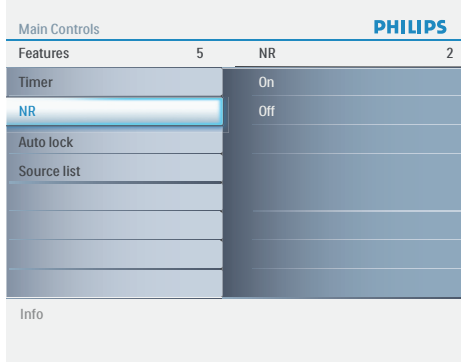 Main Controls PHILIPS
Features 5 NR 2
Timer On
NR Off
Auto lock
Source list
Info